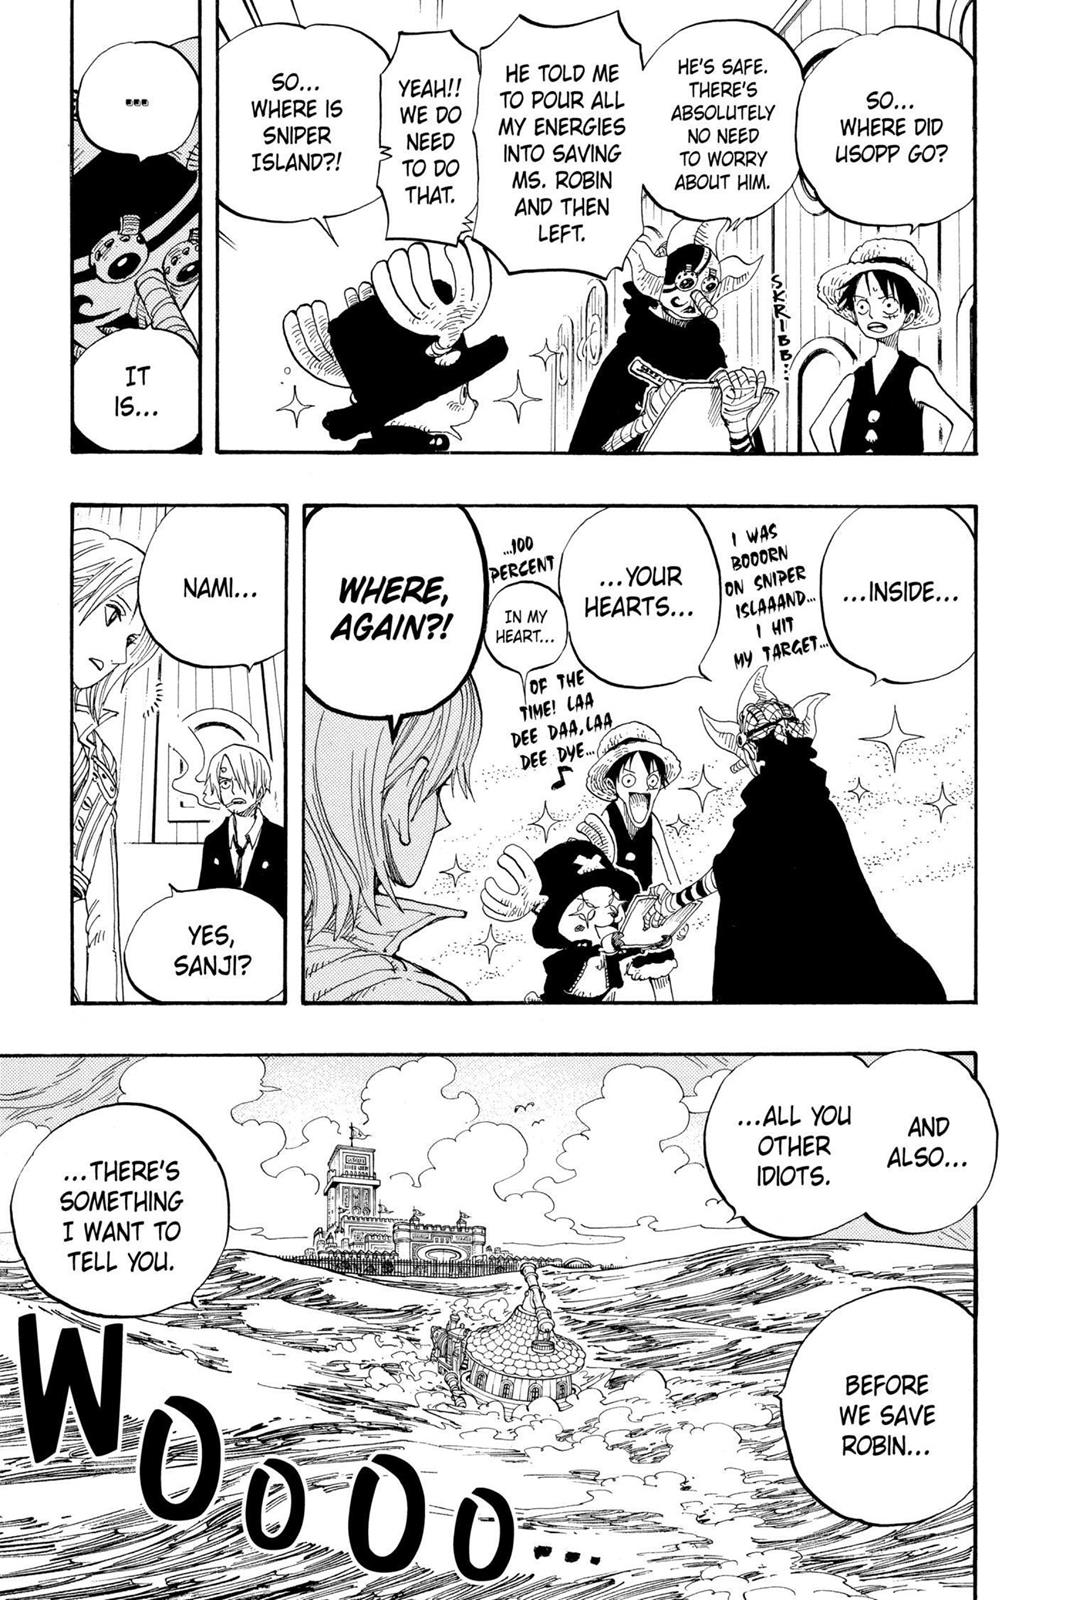 SO...
WHERE DID
USOPP GO?
HE'S SAFE.
THERE'S
ABSOLUTELY
NO NEED
TO WORRY
ABOUT HIM.
HE TOLD ME
TO POUR ALL
MY ENERGIES
INTO SAVING
MS. ROBIN
AND THEN
LEFT.
YEAH!!
WE DO
NEED
TO DO
THAT.
SO...
WHERE IS
SNIPER
ISLAND?!
SKRIBB...
...
IT
IS...
...INSIDE...
I WAS
BOOORN
ON SNIPER
ISLAAAND...
I HIT
MY TARGET...
...YOUR
HEARTS...
...100
PERCENT
IN MY
HEART...
OF THE
TIME! LAA
DEE DAA, LAA
DEE DYE...
WHERE,
AGAIN?!
NAMI...
YES,
SANJI?
AND
ALSO...
...ALL YOU
OTHER
IDIOTS.
BEFORE
WE SAVE
ROBIN...
...THERE'S
SOMETHING
I WANT TO
TELL YOU.
WOOOO...